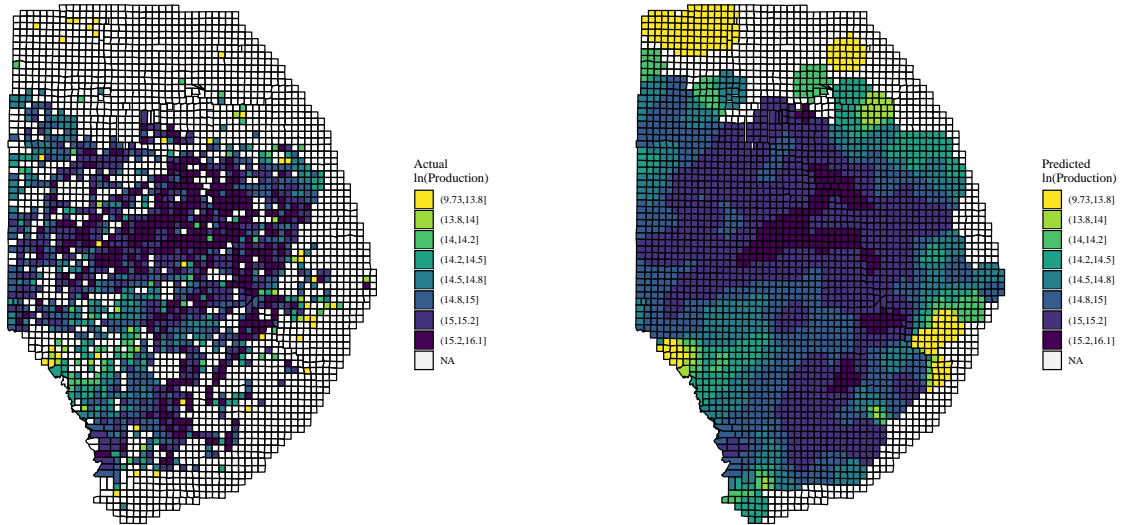 Actual
ln(Production)
(9.73,13.8]
(13.8,14]
(14,14.2]
(14.2,14.5]
(14.5,14.8]
(14.8,15]
(15,15.2]
(15.2,16.1]
NA
Predicted
ln(Production)
(9.73,13.8]
(13.8,14]
(14,14.2]
(14.2,14.5]
(14.5,14.8]
(14.8,15]
(15,15.2]
(15.2,16.1]
NA